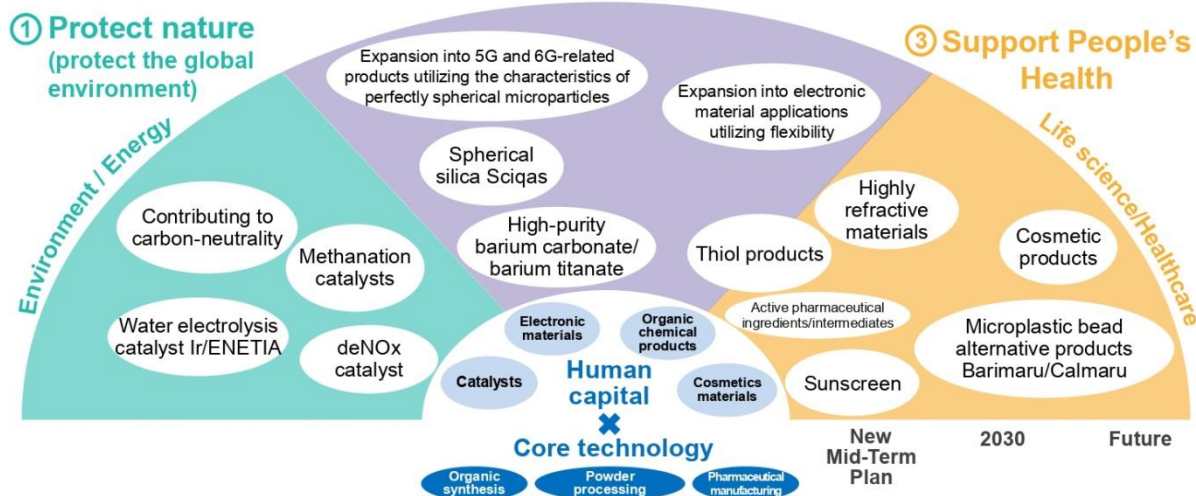 ① Protect nature
(protect the global
environment)
Environment / Energy
Contributing to
carbon-neutrality
Methanation
catalysts
Water electrolysis
catalyst Ir/ENETIA
deNOx
catalyst
Expansion into 5G and 6G-related
products utilizing the characteristics of
perfectly spherical microparticles
Expansion into electronic
material applications
utilizing flexibility
Spherical
silica Sciqas
High-purity
barium carbonate/
barium titanate
Thiol products
③ Support People's
Health
Life science/Healthcare
Highly
refractive
materials
Cosmetic
products
Active pharmaceutical
ingredients/intermediates
Microplastic bead
alternative products
Barimaru/Calmaru
Sunscreen
Electronic
materials
Organic
chemical
products
Catalysts
Cosmetics
materials
Human
capital
×
Core technology
Organic
synthesis
Powder
processing
Pharmaceutical
manufacturing
New
Mid-Term
Plan
2030
Future